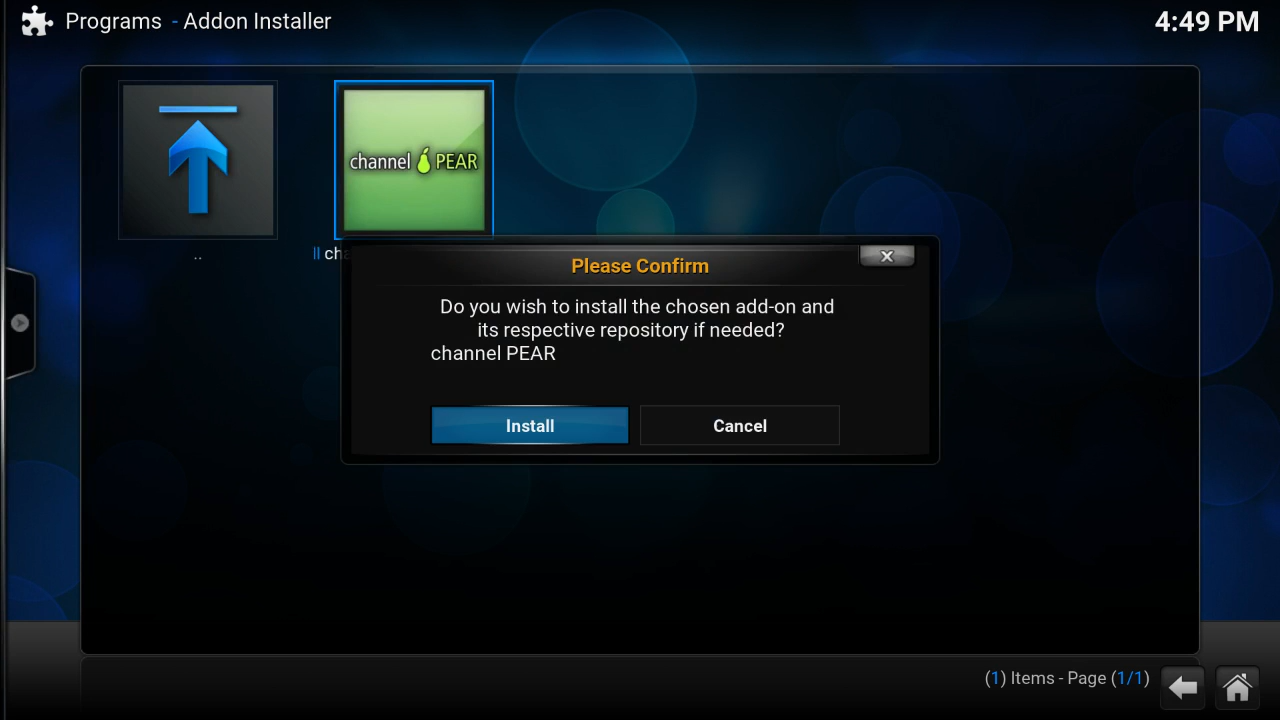 Programs - Addon Installer
4:49 PM
channel PEAR
..
Please Confirm
Do you wish to install the chosen add-on and
its respective repository if needed?
channel PEAR
Install
Cancel
(1) Items - Page (1/1)